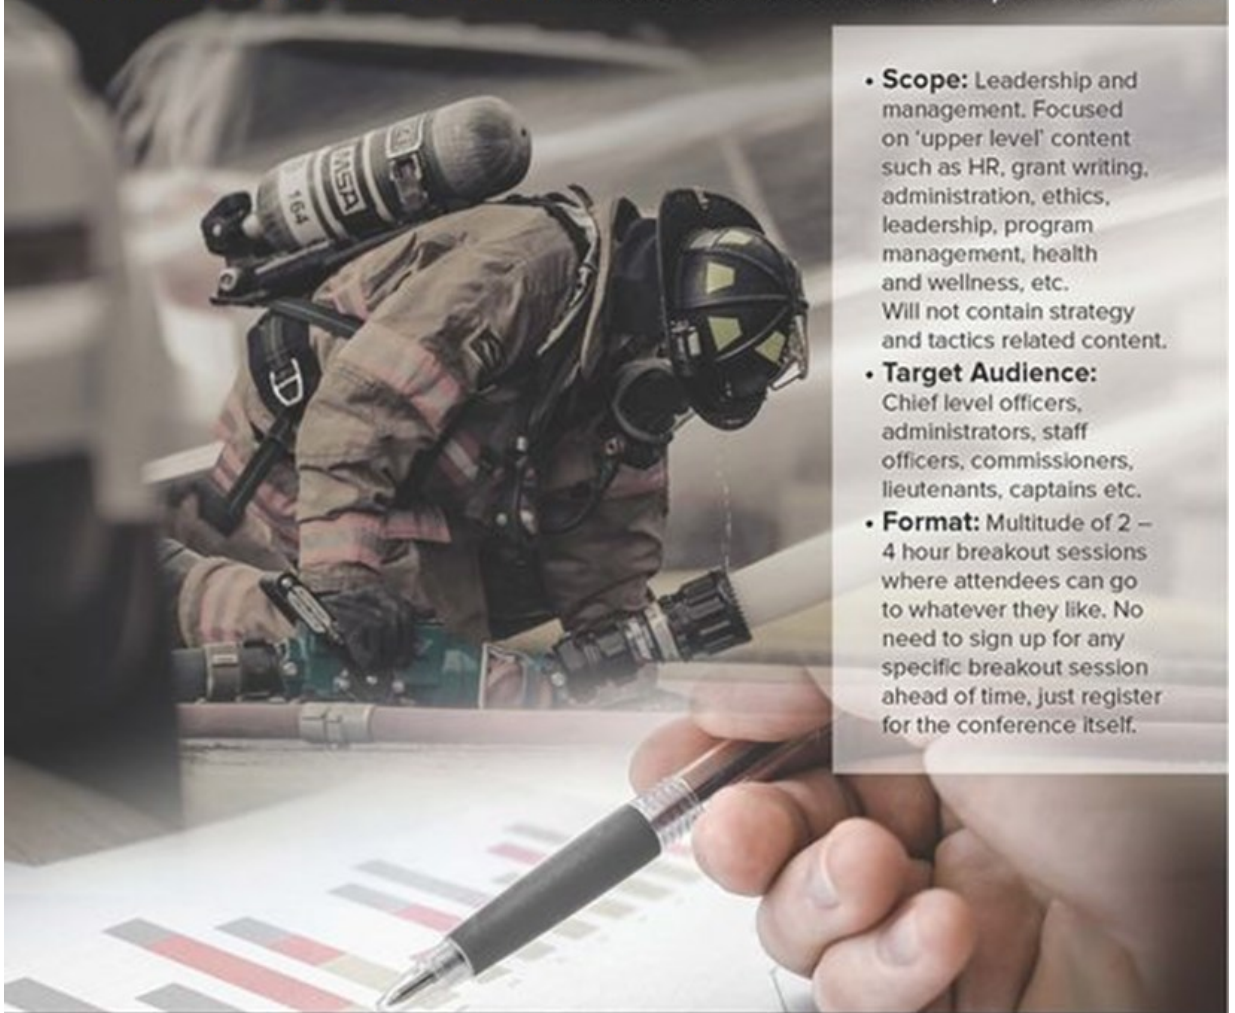 MSA
164
• Scope: Leadership and
management. Focused
on ‘upper level’ content
such as HR, grant writing,
administration, ethics,
leadership, program
management, health
and wellness, etc.
Will not contain strategy
and tactics related content.
• Target Audience:
Chief level officers,
administrators, staff
officers, commissioners,
lieutenants, captains etc.
• Format: Multitude of 2 –
4 hour breakout sessions
where attendees can go
to whatever they like. No
need to sign up for any
specific breakout session
ahead of time, just register
for the conference itself.